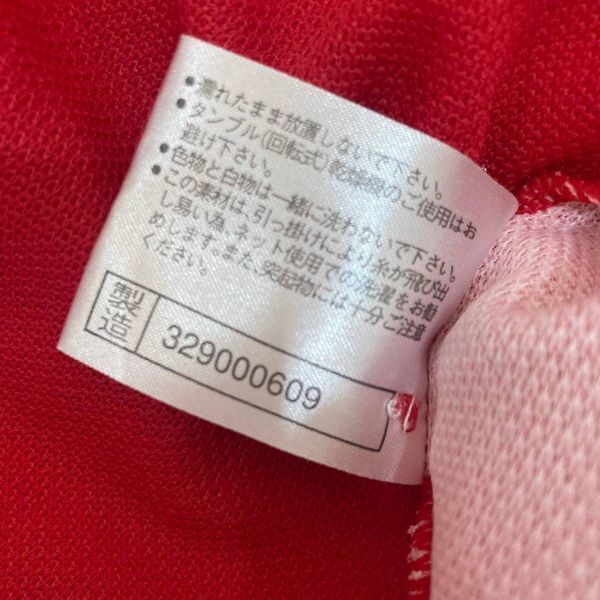 •濡れたまま放置しないで下さい。
•タンブル(回転式)乾燥機のご使用はお
避け下さい。
•色物と白物は一緒に洗わないで下さい。
•この素材は、引っ掛けにより糸が飛び出
し易い為、ネット使用での洗濯をお勧
めします。また、突起物には十分ご注意
ください。
製造 329000609